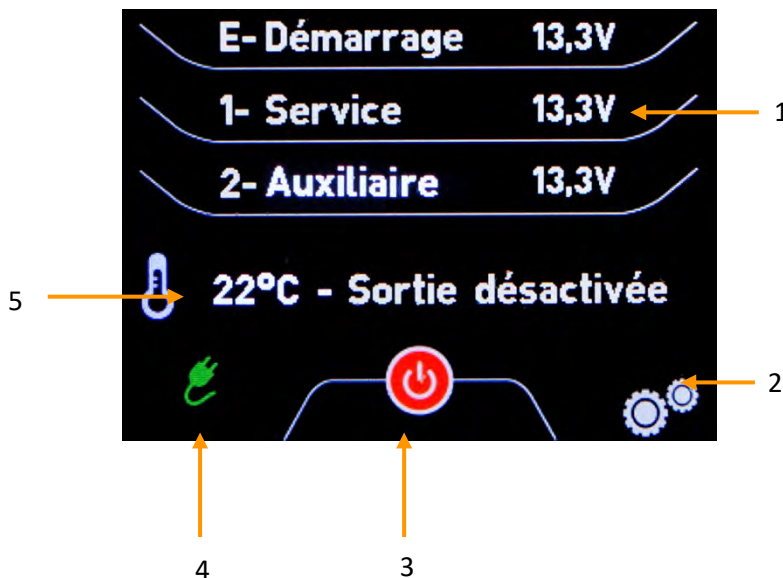 E- Démarrage 13,3V
1- Service 13,3V
1
2- Auxiliaire 13,3V
5
22°C - Sortie désactivée
2
4
3